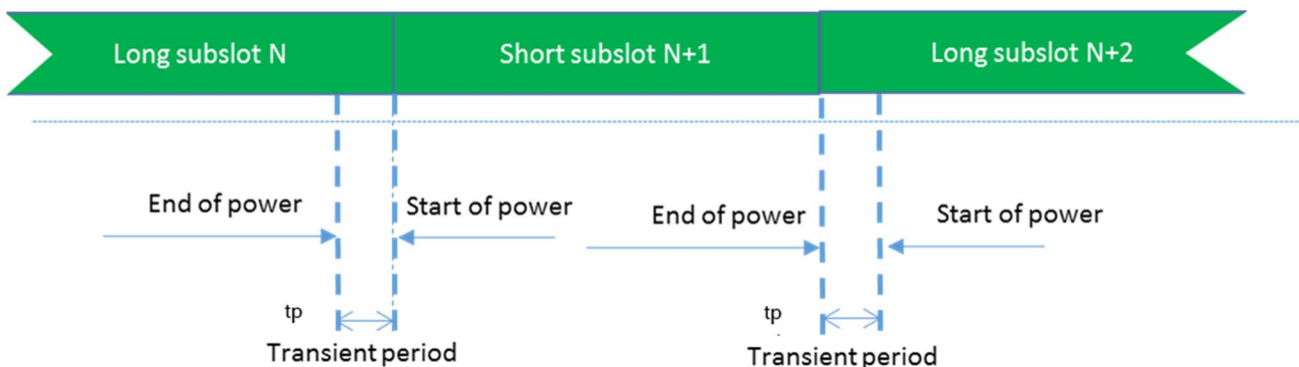 Long subslot N
Short subslot N+1
Long subslot N+2
End of power
Start of power
End of power
Start of power
tp
tp
Transient period
Transient period